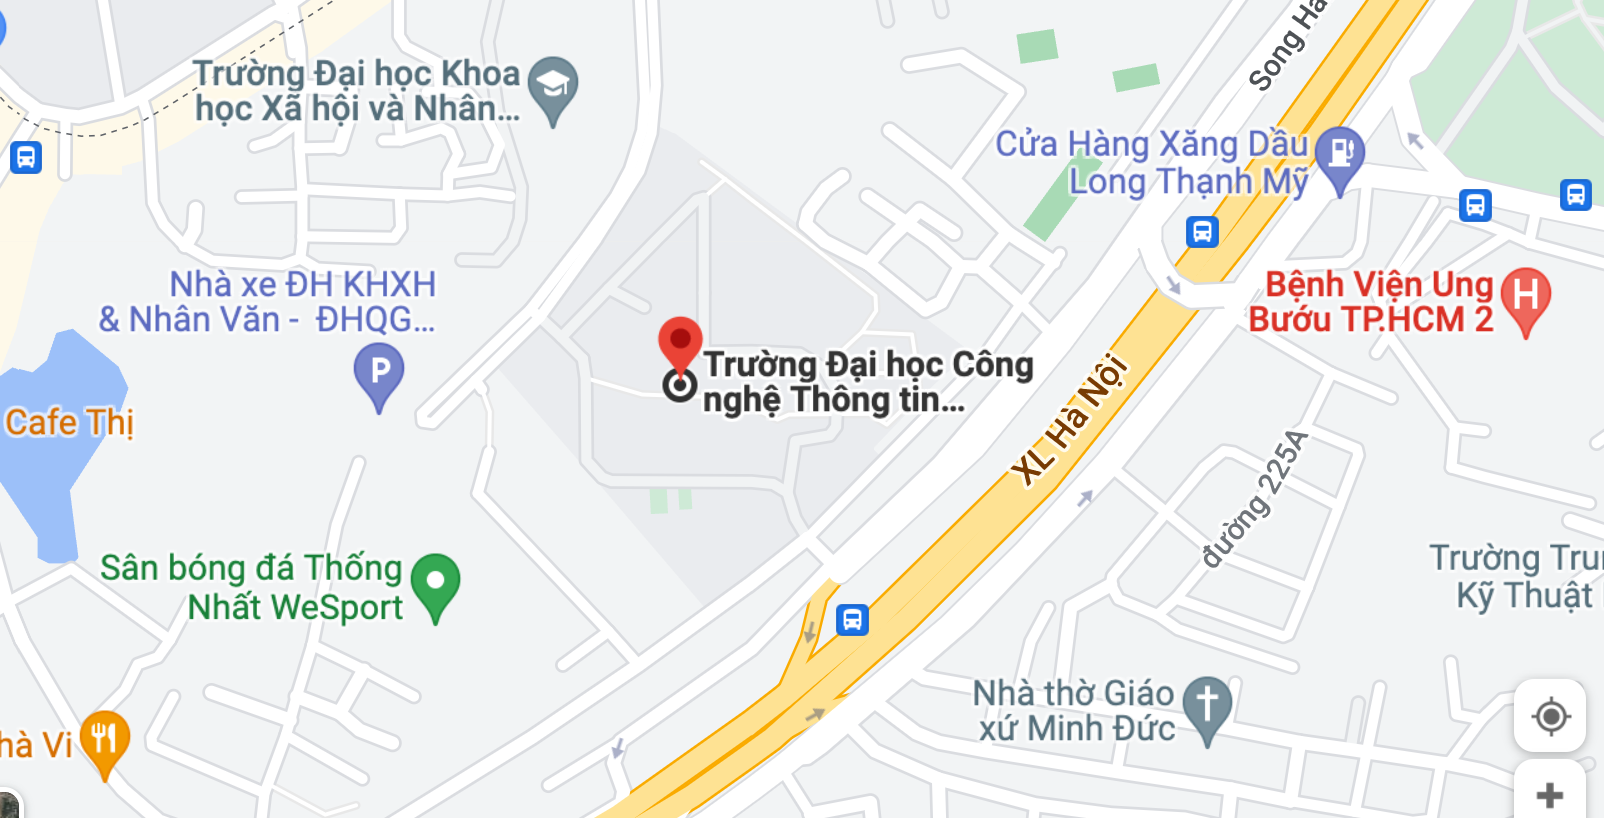 Song Hà
Trường Đại học Khoa
học Xã hội và Nhân...
Cửa Hàng Xăng Dầu
Long Thạnh Mỹ
Nhà xe ĐH KHXH
& Nhân Văn - ĐHQG...
P
Bệnh Viện Ung
Bướu TP.HCM 2
H
Trường Đại học Công
nghệ Thông tin...
XL Hà Nội
Cafe Thị
đường 225A
Sân bóng đá Thống
Nhất WeSport
Kỹ Thuật
Trường
Nhà thờ Giáo
xứ Minh Đức
Vi